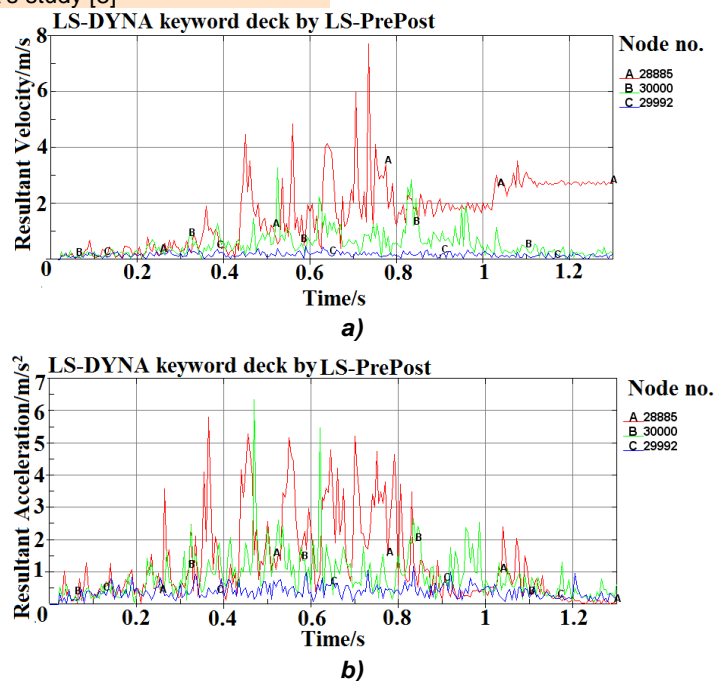 s study [8]
LS-DYNA keyword deck by LS-PrePost
Resultant Velocity/m/s
8
6
4
2
0
0.2
0.4
0.6
0.8
1
1.2
Time/s
Node no.
A 28885
B 30000
C 29992
A
B
C
a)
LS-DYNA keyword deck by LS-PrePost
Resultant Acceleration/m/s²
7
6
5
4
3
2
1
0
0.2
0.4
0.6
0.8
1
1.2
Time/s
Node no.
A 28885
B 30000
C 29992
A
B
C
b)